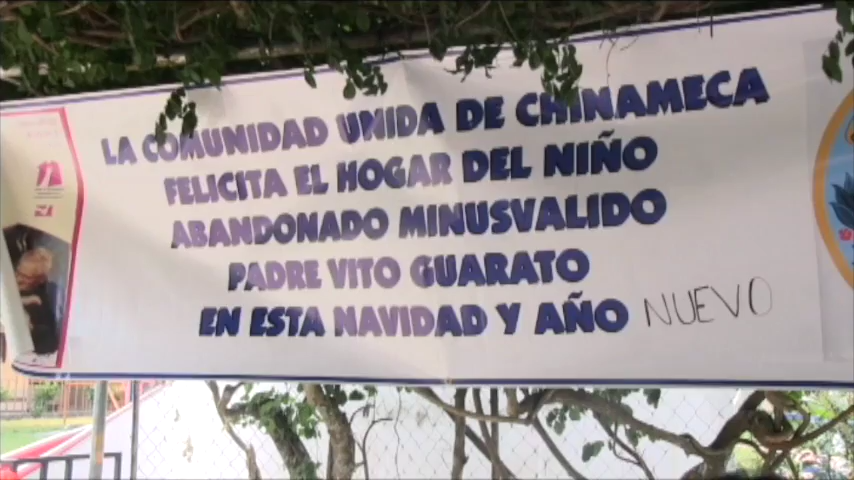 LA COMUNIDAD UNIDA DE CHINAMECA
FELICITA EL HOGAR DEL NIÑO
ABANDONADO MINUSVALIDO
PADRE VITO GUARATO
EN ESTA NAVIDAD Y AÑO NUEVO